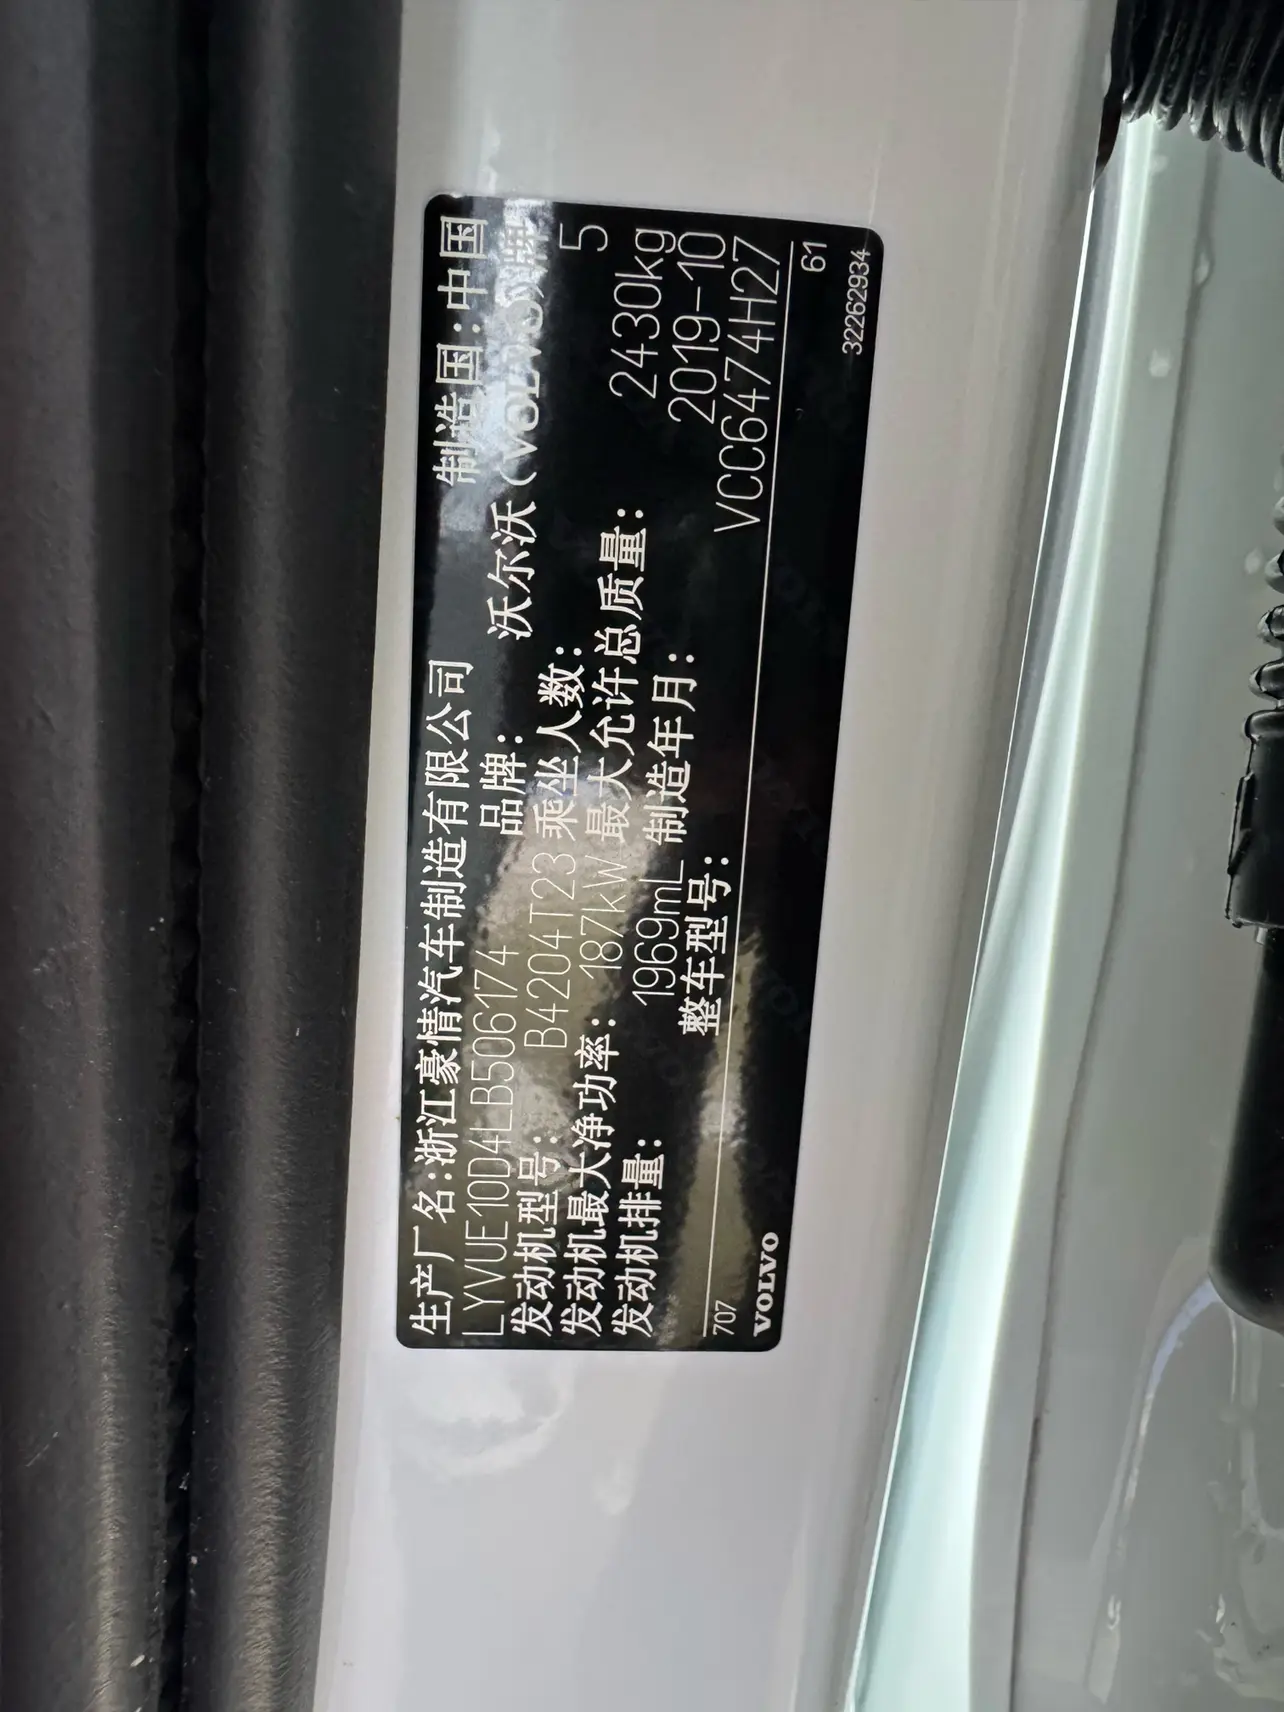 生产厂名:浙江豪情汽车制造有限公司 制造国:中国
LYVUE10D4LB506174 品牌: 沃尔沃(VOLVO)牌
发动机型号: B4204T23 乘坐人数: 5
发动机最大净功率: 187kW 最大允许总质量: 2430kg
发动机排量: 1969mL 制造年月: 2019-10
整车型号: VCC6474H27
707 61
VOLVO 32262934